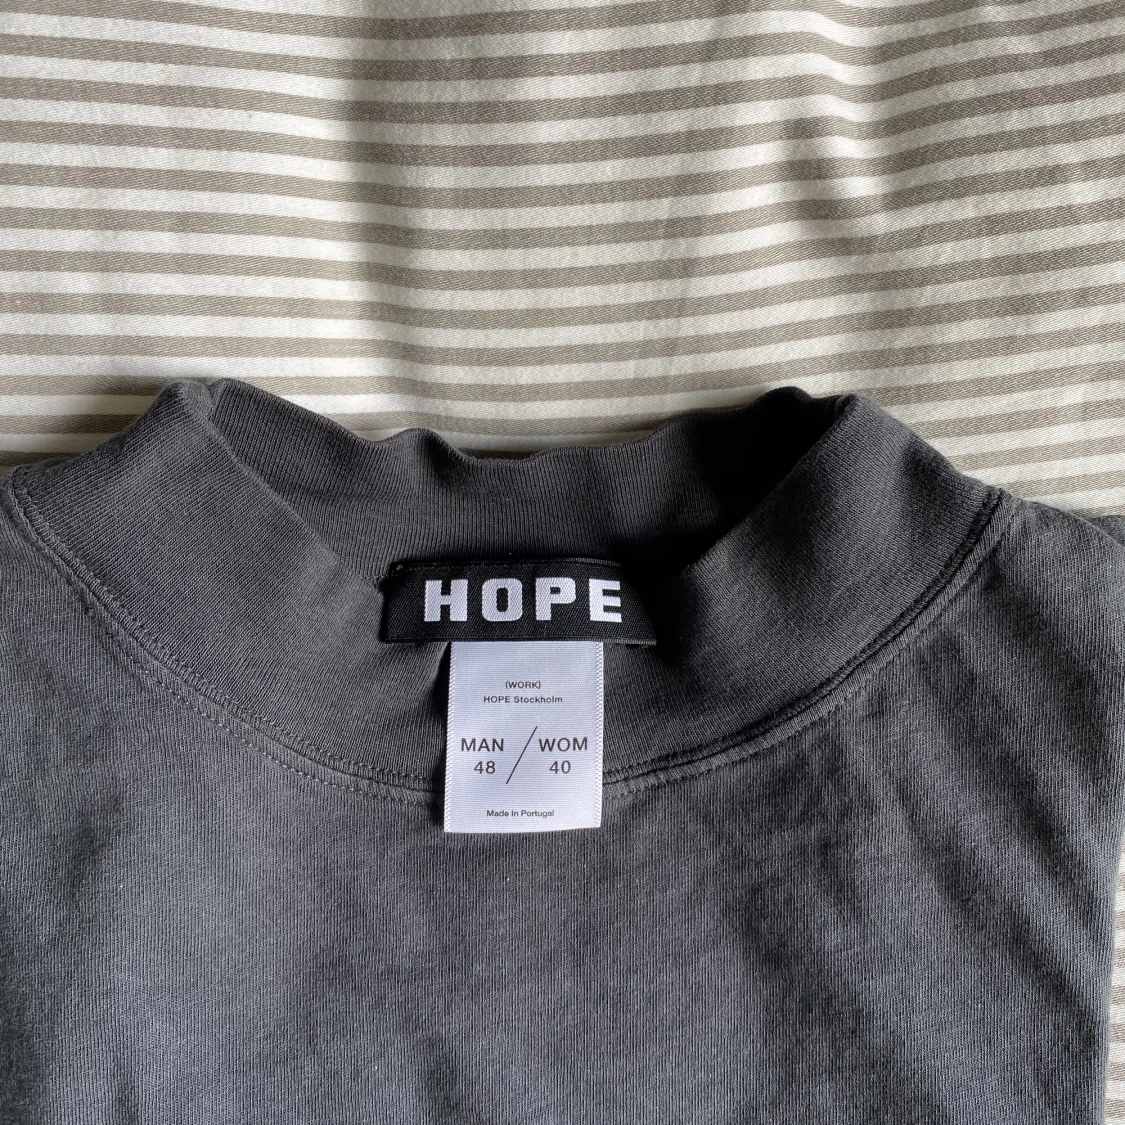 HOPE
(WORK)
HOPE Stockholm
MAN / WOM
48 40
Made In Portugal